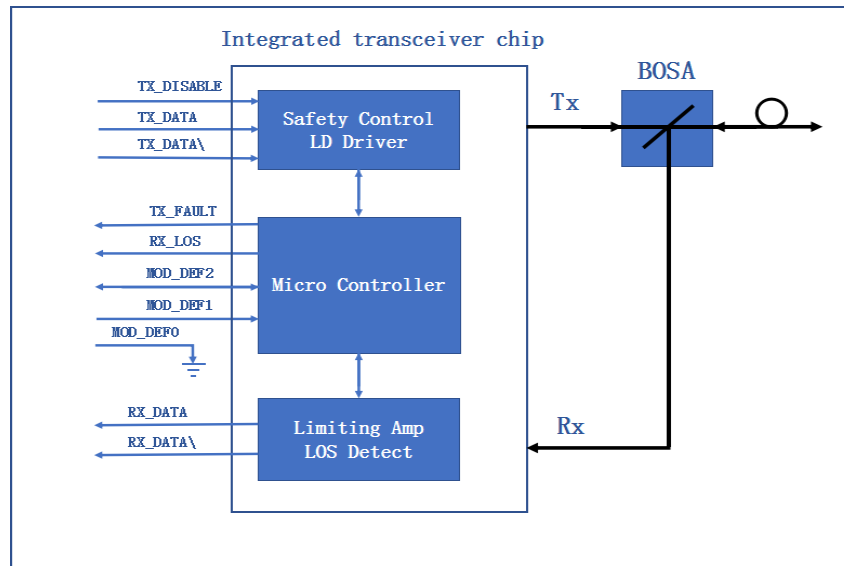 Integrated transceiver chip
BOSA
TX_DISABLE
TX_DATA
TX_DATA\
Safety Control
LD Driver
Tx
TX_FAULT
RX_LOS
MOD_DEF2
MOD_DEF1
MOD_DEF0
Micro Controller
RX_DATA
RX_DATA\
Limiting Amp
LOS Detect
Rx